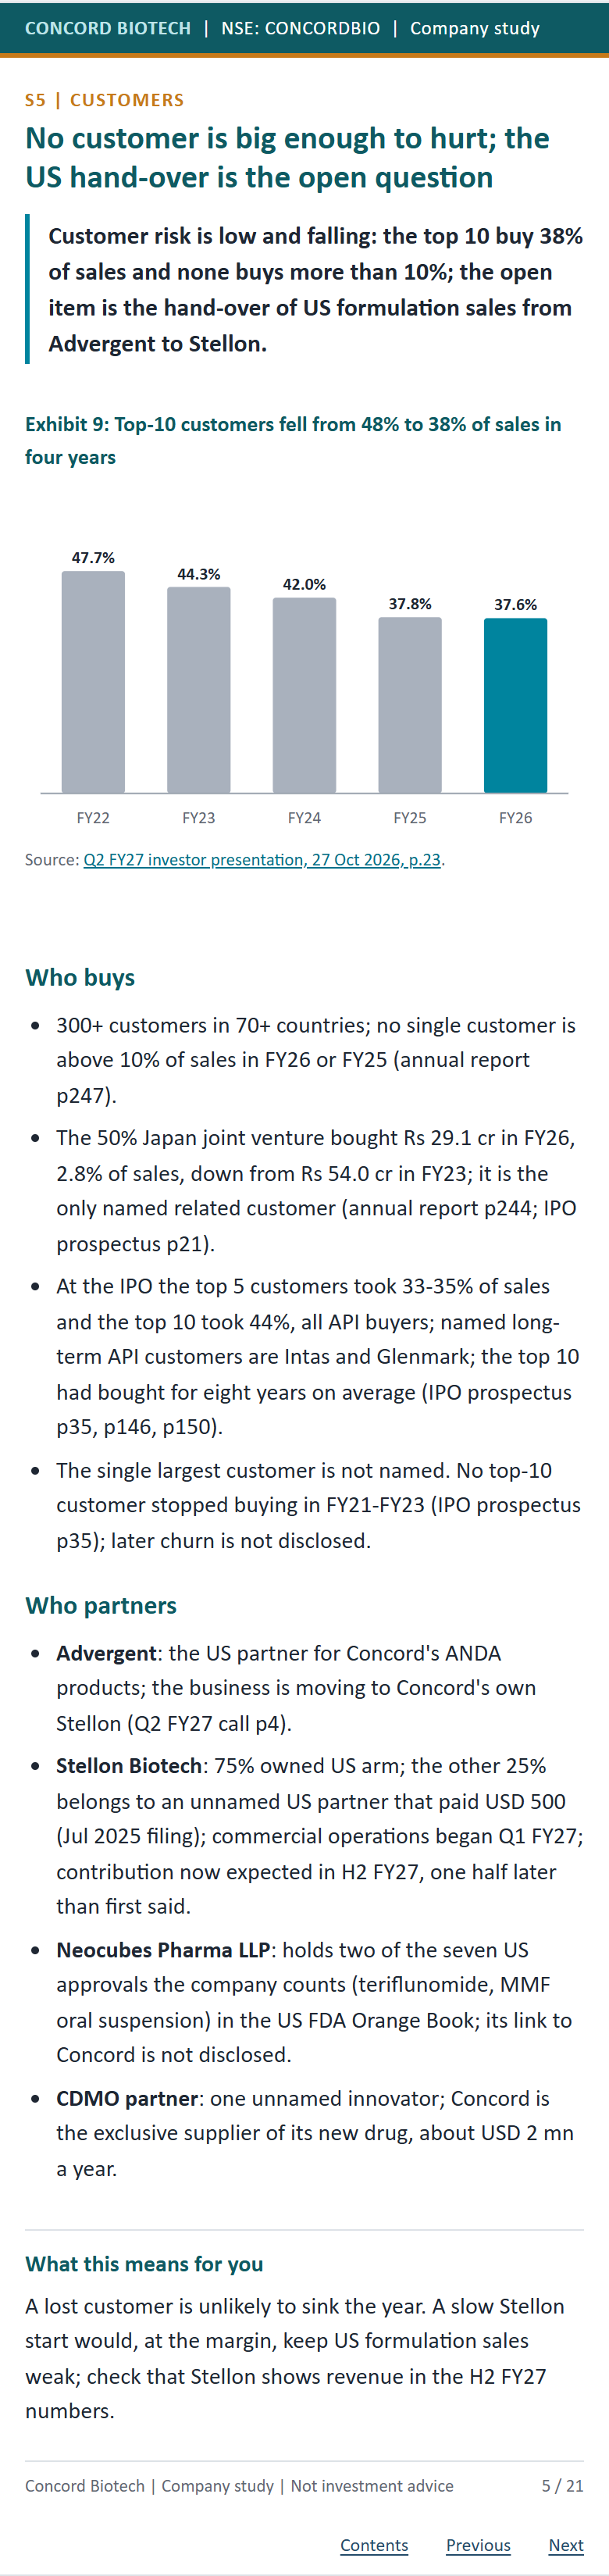 CONCORD BIOTECH | NSE: CONCORDBIO | Company study
S5 | CUSTOMERS
No customer is big enough to hurt; the
US hand-over is the open question
Customer risk is low and falling: the top 10 buy 38%
of sales and none buys more than 10%; the open
item is the hand-over of US formulation sales from
Advergent to Stellon.
Exhibit 9: Top-10 customers fell from 48% to 38% of sales in
four years
47.7%
44.3%
42.0%
37.8%
37.6%
FY22
FY23
FY24
FY25
FY26
Source: Q2 FY27 investor presentation, 27 Oct 2026, p.23.
Who buys
• 300+ customers in 70+ countries; no single customer is
above 10% of sales in FY26 or FY25 (annual report
p247).
• The 50% Japan joint venture bought Rs 29.1 cr in FY26,
2.8% of sales, down from Rs 54.0 cr in FY23; it is the
only named related customer (annual report p244; IPO
prospectus p21).
• At the IPO the top 5 customers took 33-35% of sales
and the top 10 took 44%, all API buyers; named long-
term API customers are Intas and Glenmark; the top 10
had bought for eight years on average (IPO prospectus
p35, p146, p150).
• The single largest customer is not named. No top-10
customer stopped buying in FY21-FY23 (IPO prospectus
p35); later churn is not disclosed.
Who partners
• Advergent: the US partner for Concord's ANDA
products; the business is moving to Concord's own
Stellon (Q2 FY27 call p4).
• Stellon Biotech: 75% owned US arm; the other 25%
belongs to an unnamed US partner that paid USD 500
(Jul 2025 filing); commercial operations began Q1 FY27;
contribution now expected in H2 FY27, one half later
than first said.
• Neocubes Pharma LLP: holds two of the seven US
approvals the company counts (teriflunomide, MMF
oral suspension) in the US FDA Orange Book; its link to
Concord is not disclosed.
• CDMO partner: one unnamed innovator; Concord is
the exclusive supplier of its new drug, about USD 2 mn
a year.
What this means for you
A lost customer is unlikely to sink the year. A slow Stellon
start would, at the margin, keep US formulation sales
weak; check that Stellon shows revenue in the H2 FY27
numbers.
Concord Biotech | Company study | Not investment advice 5 / 21
Contents Previous Next